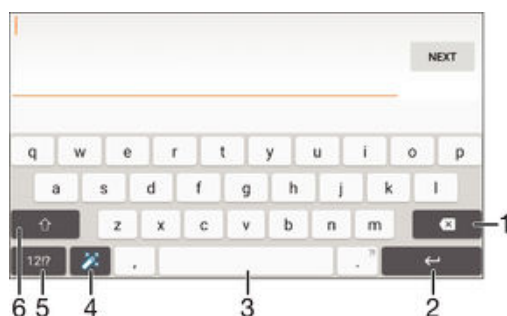 NEXT
q w e r t y u i o p
a s d f g h j k l
z x c v b n m 1
12!? , . ?!
6 5 4 3 2